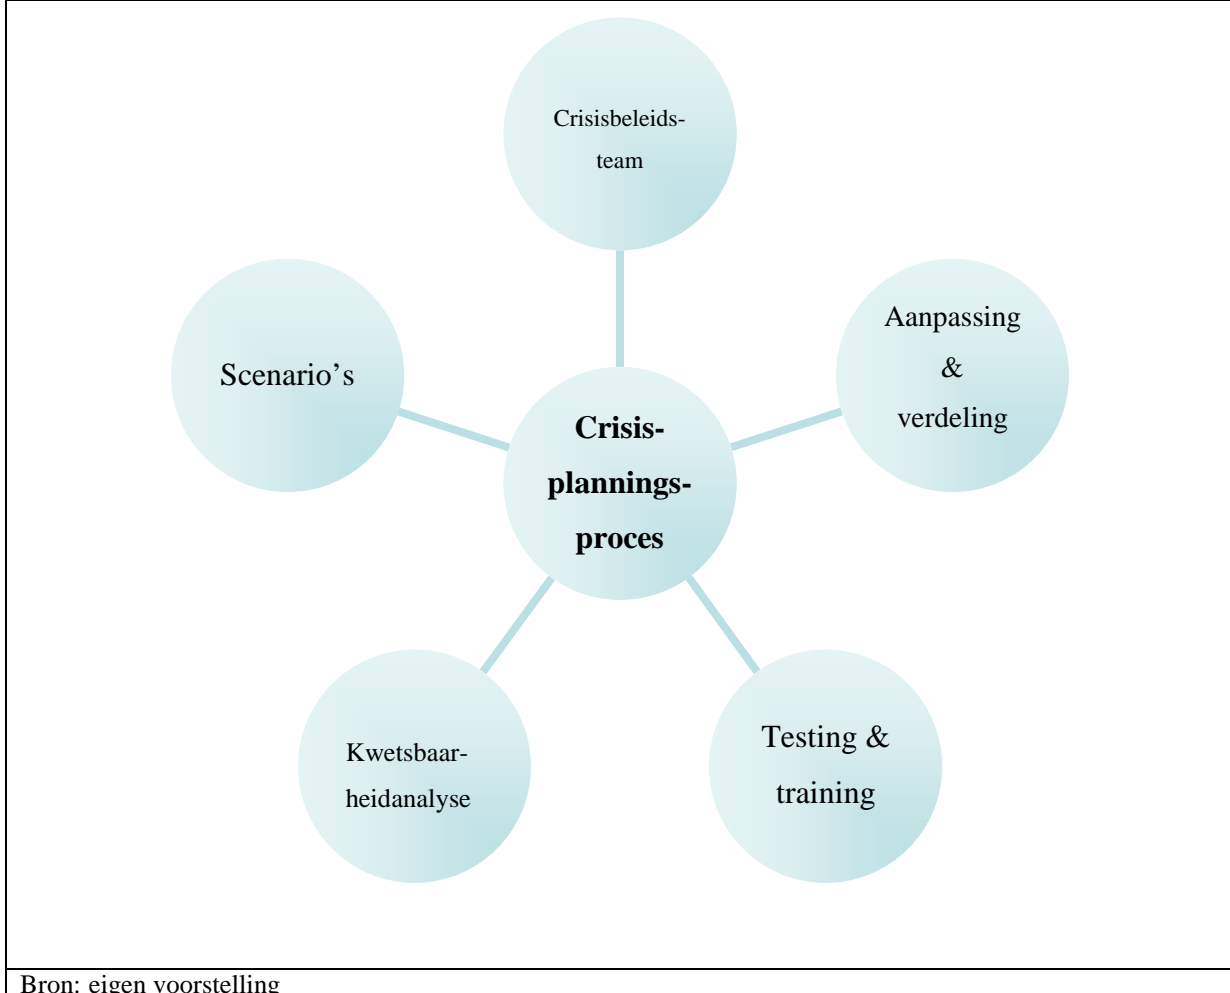 Crisisbeleids-
team
Aanpassing
&
verdeling
Scenario’s
Crisis-
plannings-
proces
Testing &
training
Kwetsbaar-
heidanalyse
Bron: eigen voorstelling